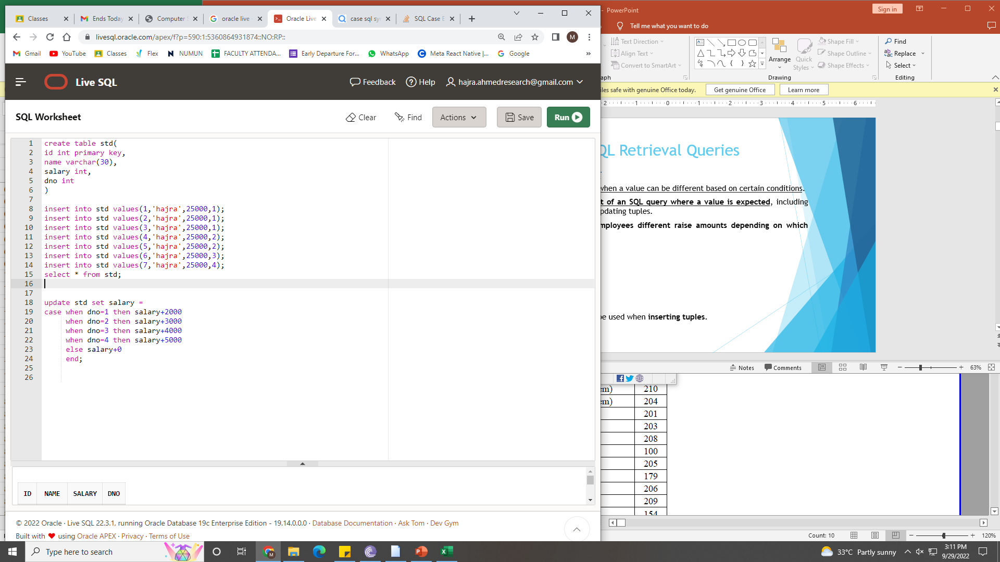 Classes
Ends Today
Computer S
oracle live -
Oracle Live
case sql syn
SQL Case E
livesql.oracle.com/apex/f?p=590:1:5360864931874::NO:RP::
M
Gmail
YouTube
Classes
Flex
NUMUN
FACULTY ATTENDA...
Early Departure For...
WhatsApp
Meta React Native |...
Google
»
Live SQL
Feedback
Help
hajra.ahmedresearch@gmail.com
SQL Worksheet
Clear
Find
Actions
Save
Run
1 create table std(
2 id int primary key,
3 name varchar(30),
4 salary int,
5 dno int
6 )
7
8 insert into std values(1,'hajra',25000,1);
9 insert into std values(2,'hajra',25000,1);
10 insert into std values(3,'hajra',25000,1);
11 insert into std values(4,'hajra',25000,2);
12 insert into std values(5,'hajra',25000,2);
13 insert into std values(6,'hajra',25000,3);
14 insert into std values(7,'hajra',25000,4);
15 select * from std;
16
17
18 update std set salary =
19 case when dno=1 then salary+2000
20 when dno=2 then salary+3000
21 when dno=3 then salary+4000
22 when dno=4 then salary+5000
23 else salary+0
24 end;
25
26
ID NAME SALARY DNO
© 2022 Oracle · Live SQL 22.3.1, running Oracle Database 19c Enterprise Edition - 19.14.0.0.0 · Database Documentation · Ask Tom · Dev Gym
Built with ❤ using Oracle APEX · Privacy · Terms of Use
- PowerPoint
Sign in
Tell me what you want to do
Text Direction
Align Text
Convert to SmartArt
aph
Arrange
Quick Styles
Shape Fill
Shape Outline
Shape Effects
Drawing
Find
Replace
Select
Editing
iles safe with genuine Office today.
Get genuine Office
Learn more
2 1 0 1 2 3 4 5 6
QL Retrieval Queries
when a value can be different based on certain conditions.
t of an SQL query where a value is expected, including
pdating tuples.
mployees different raise amounts depending on which
be used when inserting tuples.
Notes
Comments
63%
em) 210
em) 204
201
203
208
100
205
179
206
209
154
Count: 10
120%
Type here to search
33°C Partly sunny
3:11 PM
9/29/2022